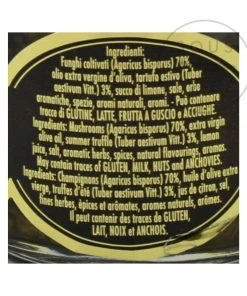 Ingredienti:
Funghi coltivati (Agaricus bisporus) 70%,
olio extra vergine d'oliva, tartufo estivo (Tuber
aestivum Vitt.) 3%, succo di limone, sale, erbe
aromatiche, spezie, aromi naturali, aromi. - Può contenere
tracce di GLUTINE, LATTE, FRUTTA A GUSCIO e ACCIUGHE.
Ingredients: Mushrooms (Agaricus bisporus) 70%, extra virgin
olive oil, summer truffle (Tuber aestivum Vitt.) 3%, lemon
juice, salt, aromatic herbs, spices, natural flavourings, aromas.
May contain traces of GLUTEN, MILK, NUTS and ANCHOVIES.
Ingredients: Champignons (Agaricus bisporus) 70%, huile d'olive extra
vierge, truffes d'été (Tuber aestivum Vitt.) 3%, jus de citron, sel,
fines herbes, épices et arômates, aromes naturels, arômes.
Il peut contenir des traces de GLUTEN,
LAIT, NOIX et ANCHOIS.